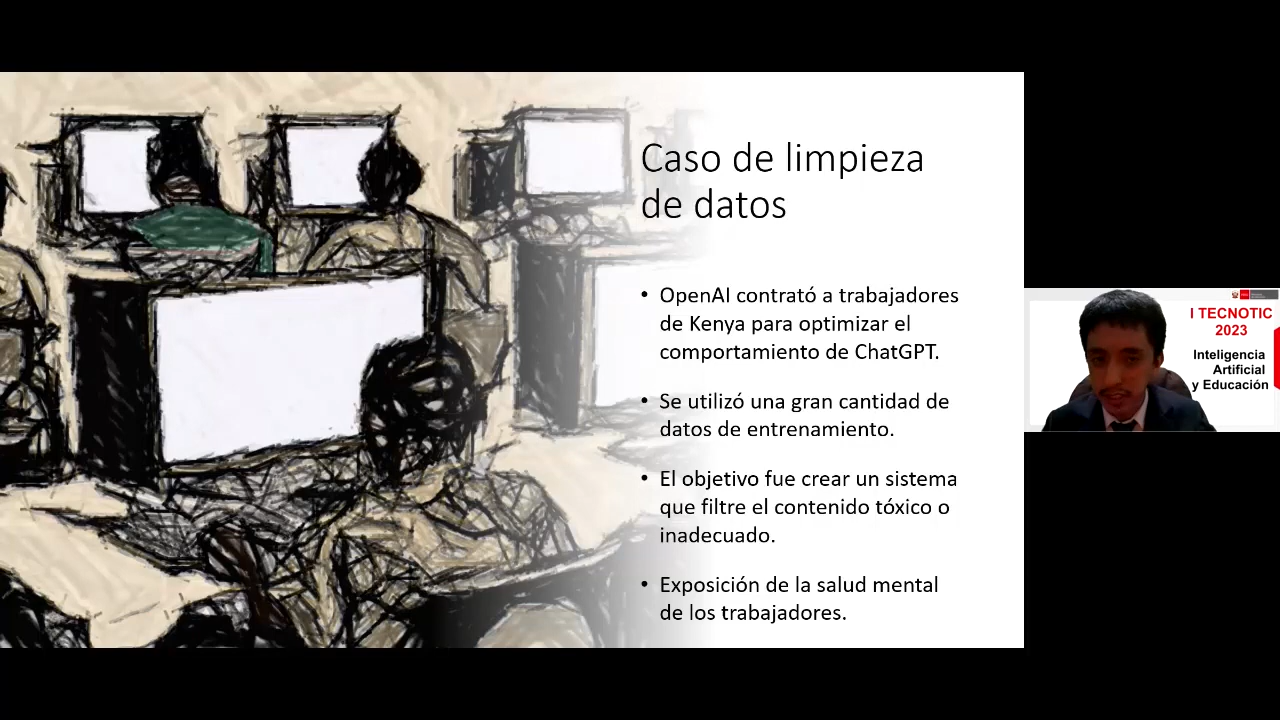 Caso de limpieza
de datos
• OpenAI contrató a trabajadores
de Kenya para optimizar el
comportamiento de ChatGPT.
• Se utilizó una gran cantidad de
datos de entrenamiento.
• El objetivo fue crear un sistema
que filtre el contenido tóxico o
inadecuado.
• Exposición de la salud mental
de los trabajadores.
I TECNOTIC
2023
Inteligencia
Artificial
y Educación